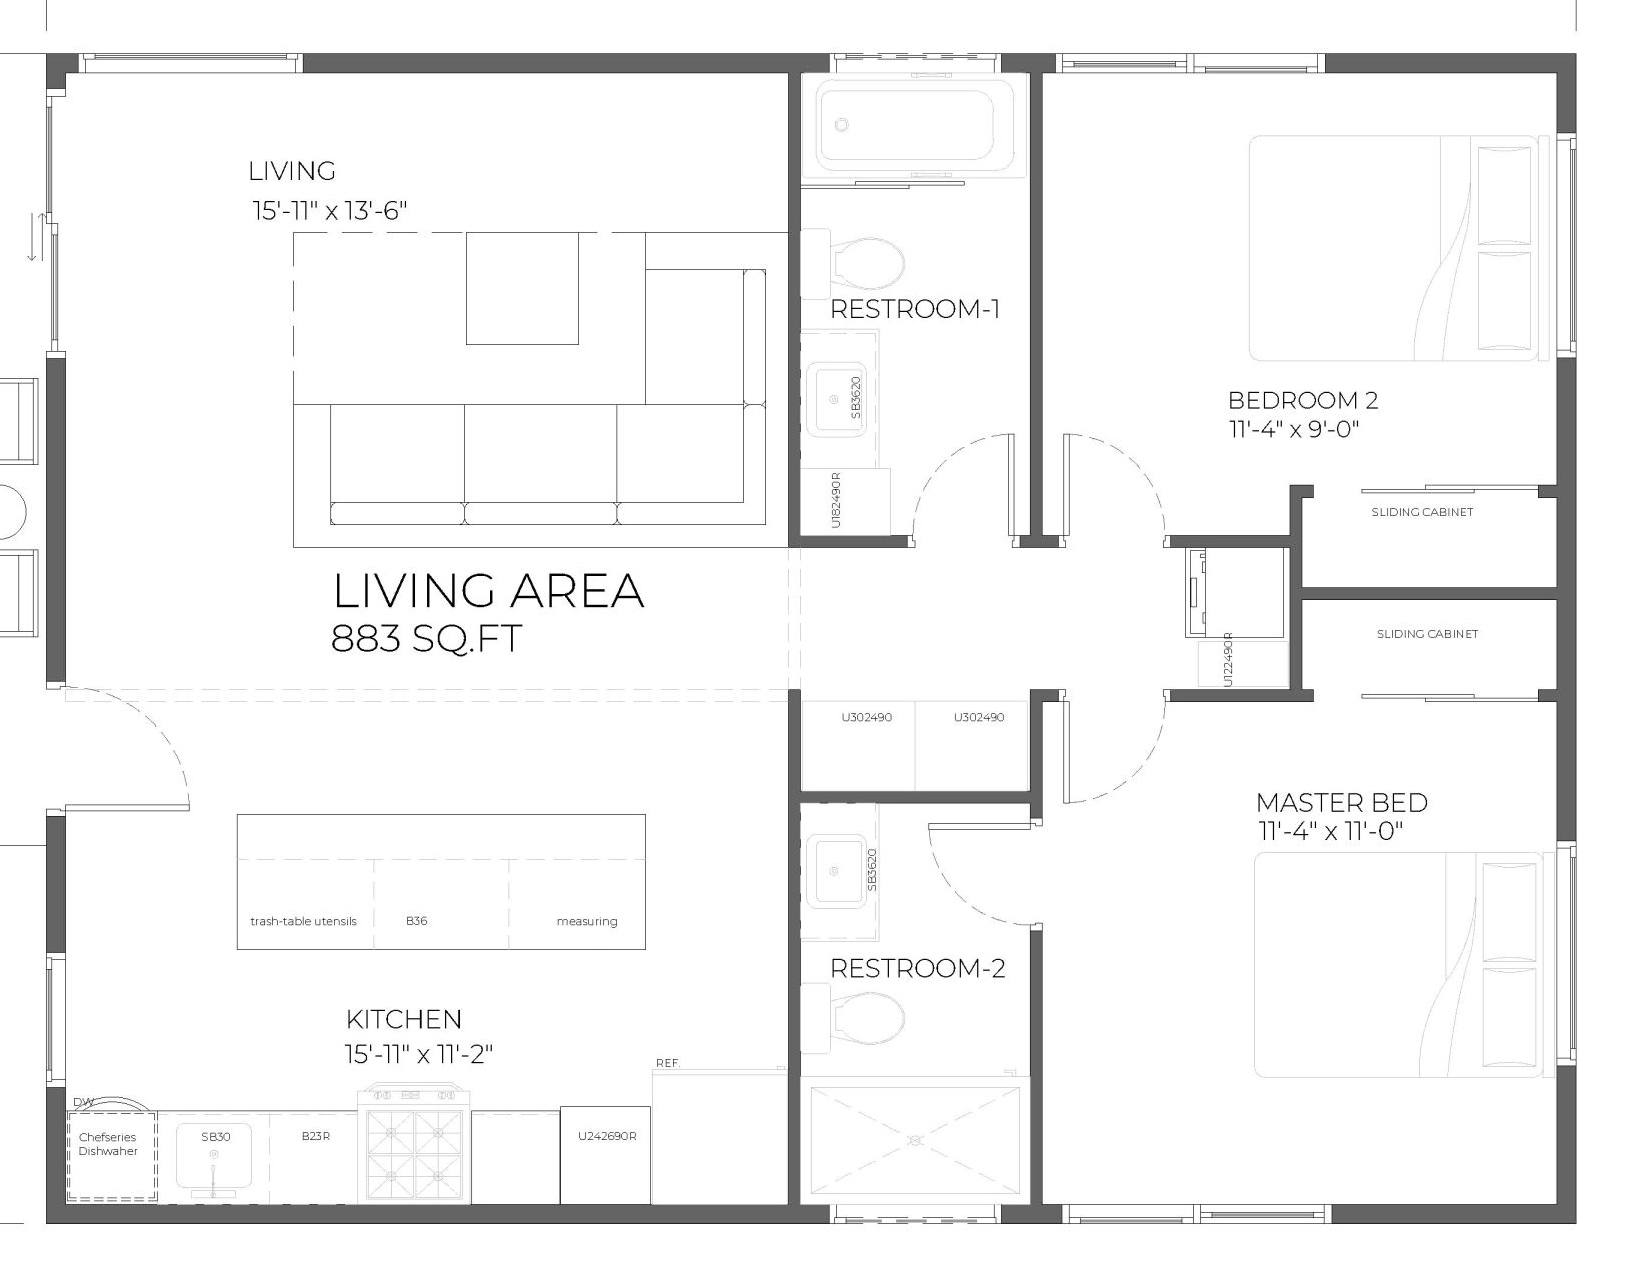 LIVING
15'-11" x 13'-6"
RESTROOM-1
SB3620
U182490R
BEDROOM 2
11'-4" x 9'-0"
SLIDING CABINET
LIVING AREA
883 SQ.FT
SLIDING CABINET
U122490R
U302490
U302490
MASTER BED
11'-4" x 11'-0"
SB3620
RESTROOM-2
trash-table utensils
B36
measuring
KITCHEN
15'-11" x 11'-2"
REF.
DW
Chefseries
Dishwaher
SB30
B23R
U242690R